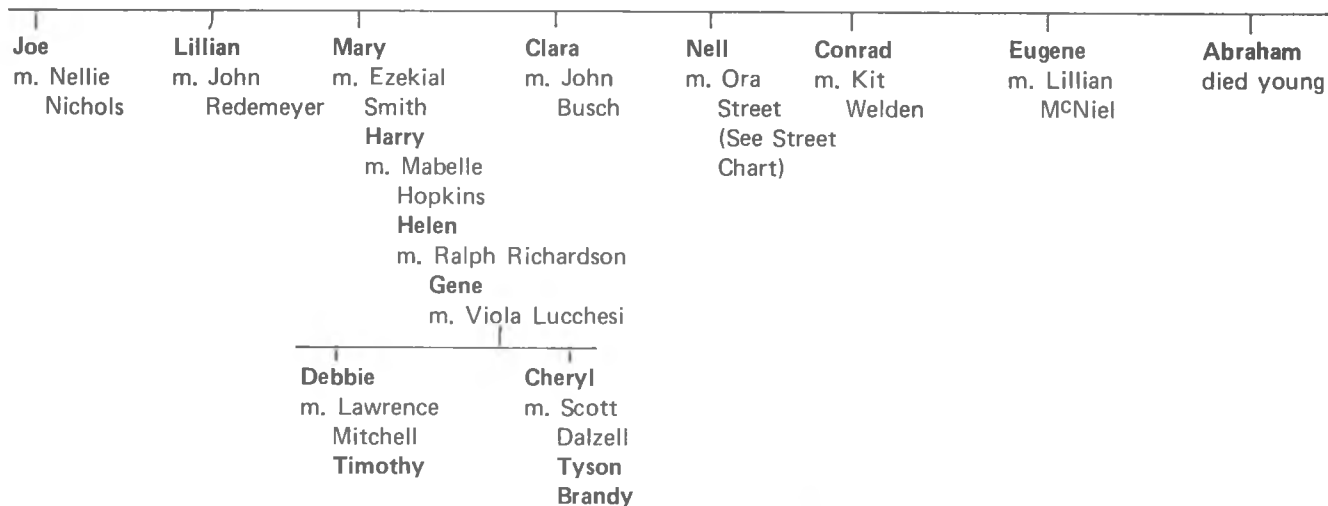 Joe
m. Nellie
Nichols
Lillian
m. John
Redemeyer
Mary
m. Ezekial
Smith
Harry
m. Mabelle
Hopkins
Helen
m. Ralph Richardson
Gene
m. Viola Lucchesi
Debbie
m. Lawrence
Mitchell
Timothy
Cheryl
m. Scott
Dalzell
Tyson
Brandy
Clara
m. John
Busch
Nell
m. Ora
Street
(See Street
Chart)
Conrad
m. Kit
Welden
Eugene
m. Lillian
McNiel
Abraham
died young